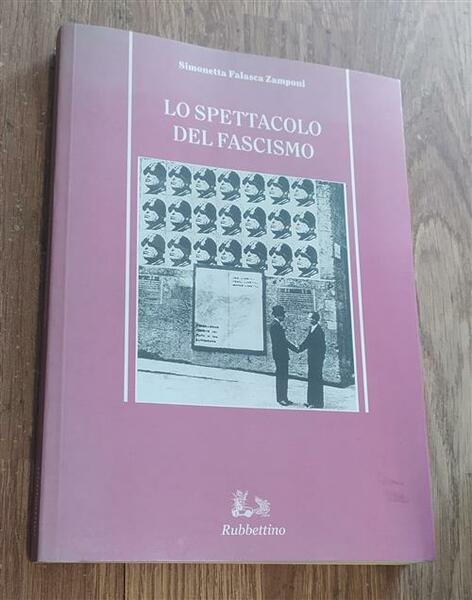 Simonetta Falasca Zamponi
LO SPETTACOLO
DEL FASCISMO
Rubbettino